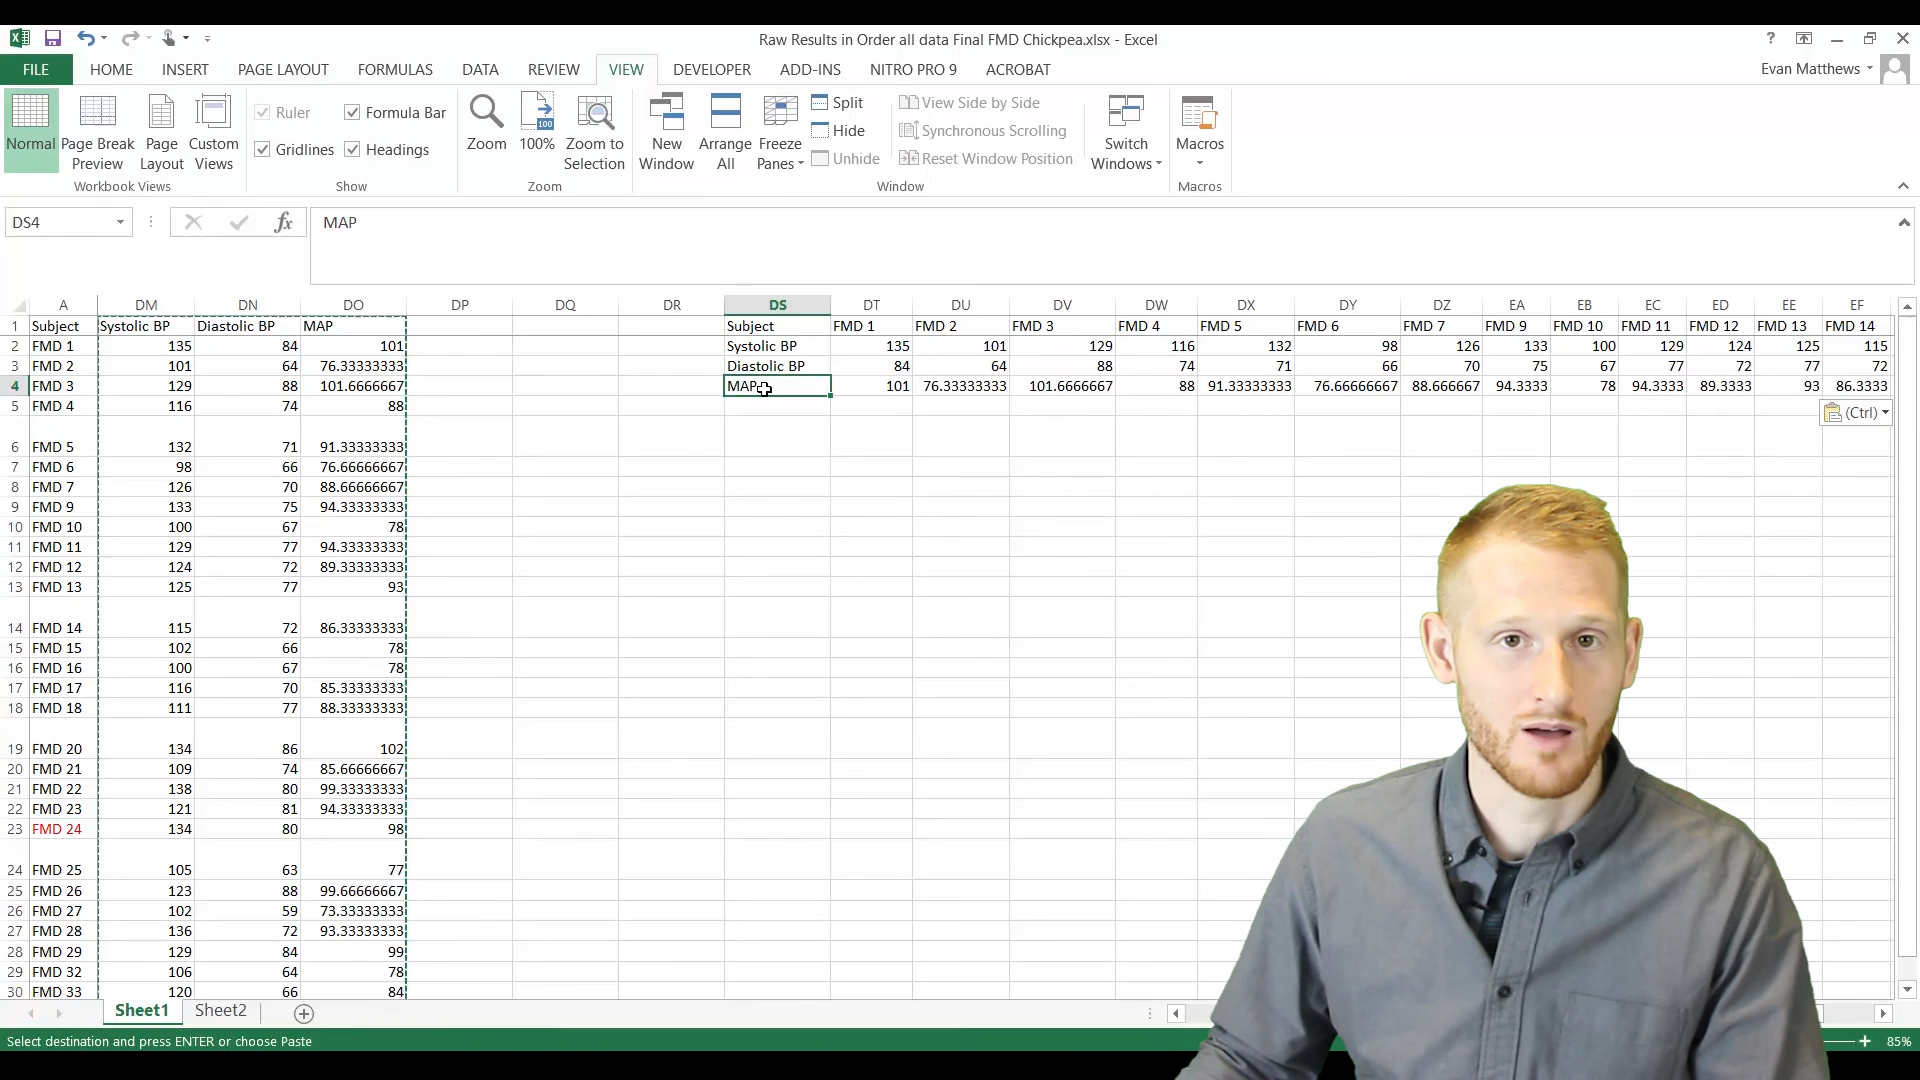 Raw Results in Order all data Final FMD Chickpea.xlsx - Excel
FILE HOME INSERT PAGE LAYOUT FORMULAS DATA REVIEW VIEW DEVELOPER ADD-INS NITRO PRO 9 ACROBAT Evan Matthews
Normal
Page Break Preview
Page Layout
Custom Views
Workbook Views
Ruler
Formula Bar
Gridlines
Headings
Show
Zoom
100%
Zoom to Selection
Zoom
New Window
Arrange All
Freeze Panes
Split
Hide
Unhide
View Side by Side
Synchronous Scrolling
Reset Window Position
Window
Switch Windows
Macros
Macros
DS4 fx MAP
A DM DN DO DP DQ DR DS DT DU DV DW DX DY DZ EA EB EC ED EE EF
1 Subject Systolic BP Diastolic BP MAP Subject FMD 1 FMD 2 FMD 3 FMD 4 FMD 5 FMD 6 FMD 7 FMD 9 FMD 10 FMD 11 FMD 12 FMD 13 FMD 14
2 FMD 1 135 84 101 Systolic BP 135 101 129 116 132 98 126 133 100 129 124 125 115
3 FMD 2 101 64 76.33333333 Diastolic BP 84 64 88 74 71 66 70 75 67 77 72 77 72
4 FMD 3 129 88 101.6666667 MAP 101 76.33333333 101.6666667 88 91.33333333 76.66666667 88.666667 94.3333 78 94.3333 89.3333 93 86.3333
5 FMD 4 116 74 88
(Ctrl)
6 FMD 5 132 71 91.33333333
7 FMD 6 98 66 76.66666667
8 FMD 7 126 70 88.66666667
9 FMD 9 133 75 94.33333333
10 FMD 10 100 67 78
11 FMD 11 129 77 94.33333333
12 FMD 12 124 72 89.33333333
13 FMD 13 125 77 93
14 FMD 14 115 72 86.33333333
15 FMD 15 102 66 78
16 FMD 16 100 67 78
17 FMD 17 116 70 85.33333333
18 FMD 18 111 77 88.33333333
19 FMD 20 134 86 102
20 FMD 21 109 74 85.66666667
21 FMD 22 138 80 99.33333333
22 FMD 23 121 81 94.33333333
23 FMD 24 134 80 98
24 FMD 25 105 63 77
25 FMD 26 123 88 99.66666667
26 FMD 27 102 59 73.33333333
27 FMD 28 136 72 93.33333333
28 FMD 29 129 84 99
29 FMD 32 106 64 78
30 FMD 33 120 66 84
Sheet1 Sheet2
Select destination and press ENTER or choose Paste 85%